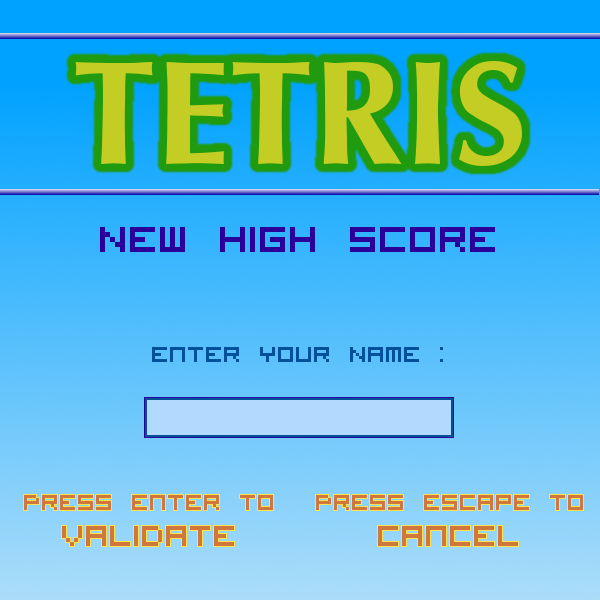 TETRIS
NEW HIGH SCORE
ENTER YOUR NAME :
PRESS ENTER TO
VALIDATE
PRESS ESCAPE TO
CANCEL